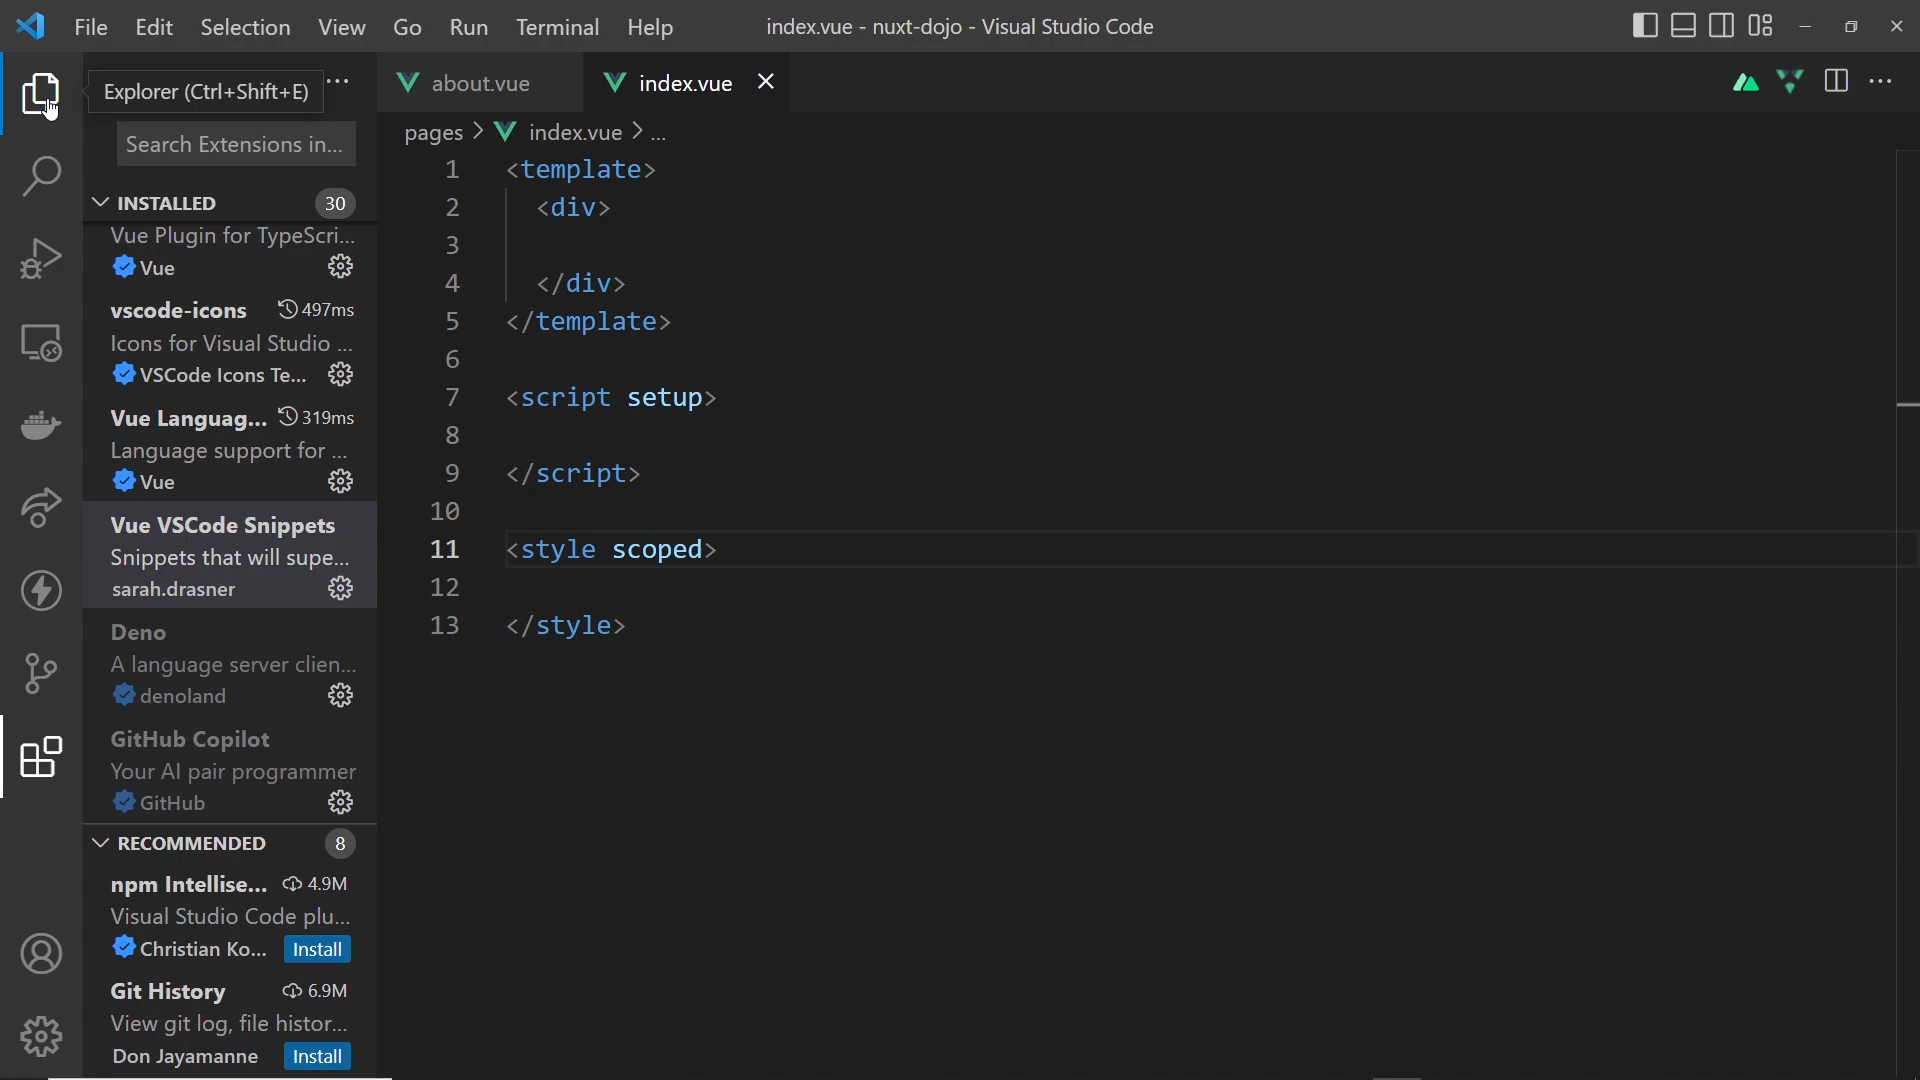 File Edit Selection View Go Run Terminal Help
index.vue - nuxt-dojo - Visual Studio Code
Explorer (Ctrl+Shift+E)
Search Extensions in...
INSTALLED 30
Vue Plugin for TypeScri...
Vue
vscode-icons 497ms
Icons for Visual Studio ...
VSCode Icons Te...
Vue Languag... 319ms
Language support for ...
Vue
Vue VSCode Snippets
Snippets that will supe...
sarah.drasner
Deno
A language server clien...
denoland
GitHub Copilot
Your AI pair programmer
GitHub
RECOMMENDED 8
npm Intellise... 4.9M
Visual Studio Code plu...
Christian Ko... Install
Git History 6.9M
View git log, file histor...
Don Jayamanne Install
about.vue index.vue
pages > index.vue > ...
1 <template>
2 <div>
3
4 </div>
5 </template>
6
7 <script setup>
8
9 </script>
10
11 <style scoped>
12
13 </style>